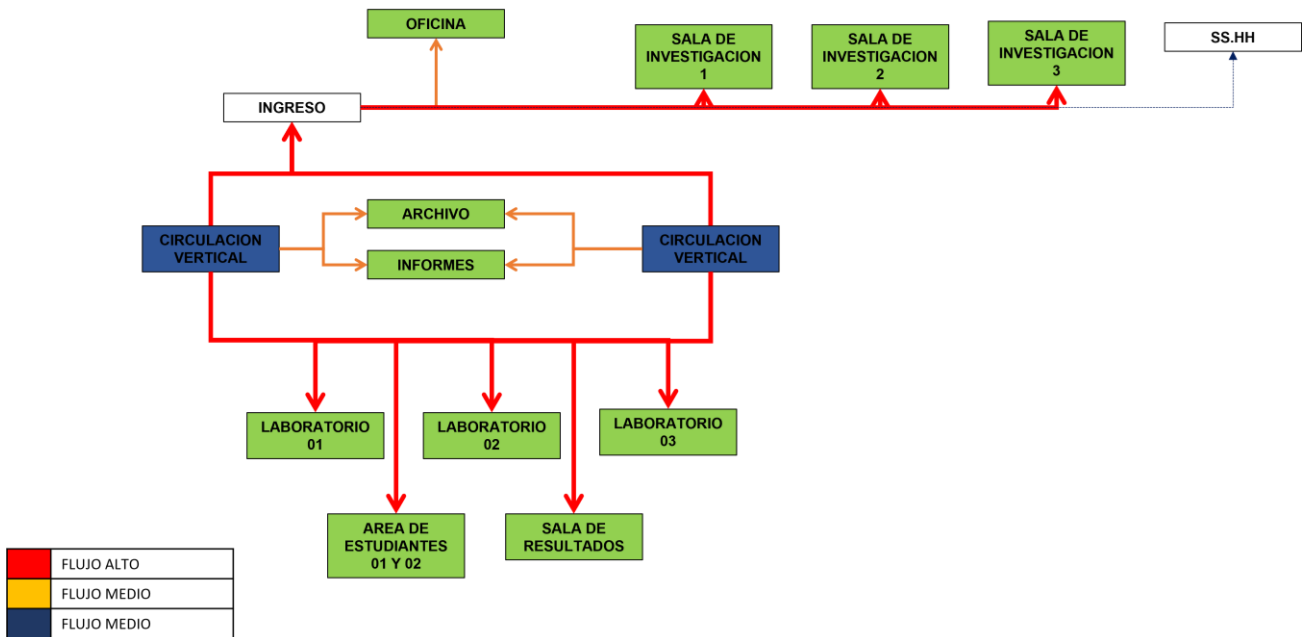 OFICINA
SALA DE
INVESTIGACION
1
SALA DE
INVESTIGACION
2
SALA DE
INVESTIGACION
3
SS.HH
INGRESO
CIRCULACION
VERTICAL
ARCHIVO
INFORMES
CIRCULACION
VERTICAL
LABORATORIO
01
LABORATORIO
02
LABORATORIO
03
AREA DE
ESTUDIANTES
01 Y 02
SALA DE
RESULTADOS
FLUJO ALTO
FLUJO MEDIO
FLUJO MEDIO